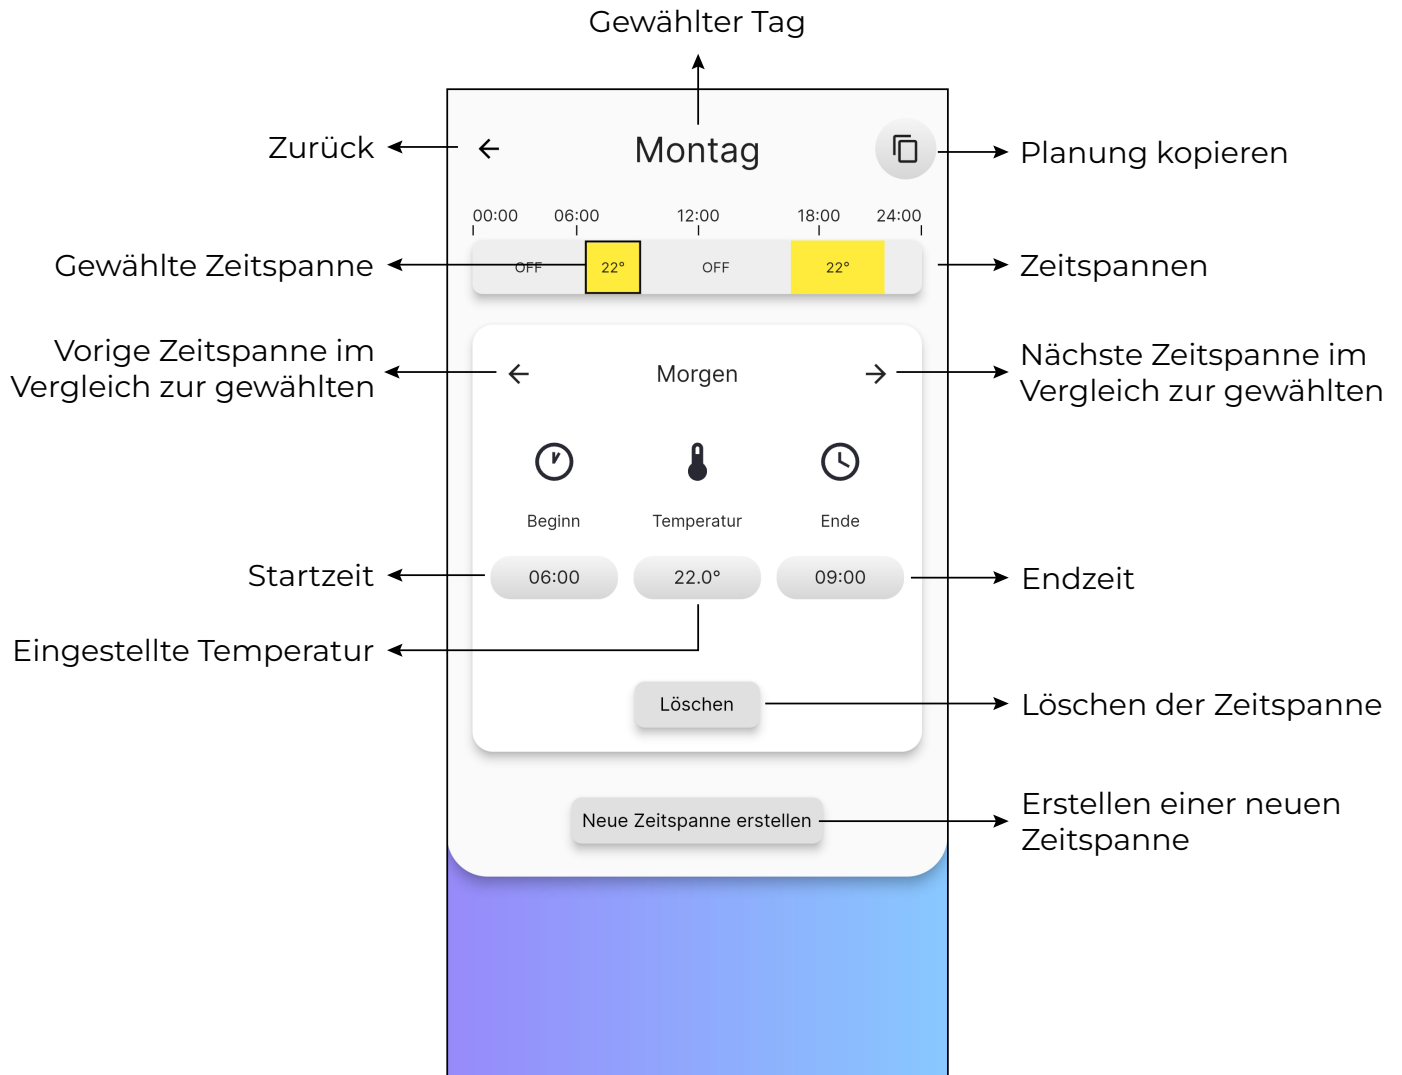 Gewählter Tag
Zurück
Montag
Planung kopieren
00:00 06:00 12:00 18:00 24:00
Gewählte Zeitspanne
OFF 22° OFF 22°
Zeitspannen
Vorige Zeitspanne im
Vergleich zur gewählten
Morgen
Nächste Zeitspanne im
Vergleich zur gewählten
Beginn Temperatur Ende
Startzeit
06:00 22.0° 09:00
Endzeit
Eingestellte Temperatur
Löschen
Löschen der Zeitspanne
Neue Zeitspanne erstellen
Erstellen einer neuen
Zeitspanne